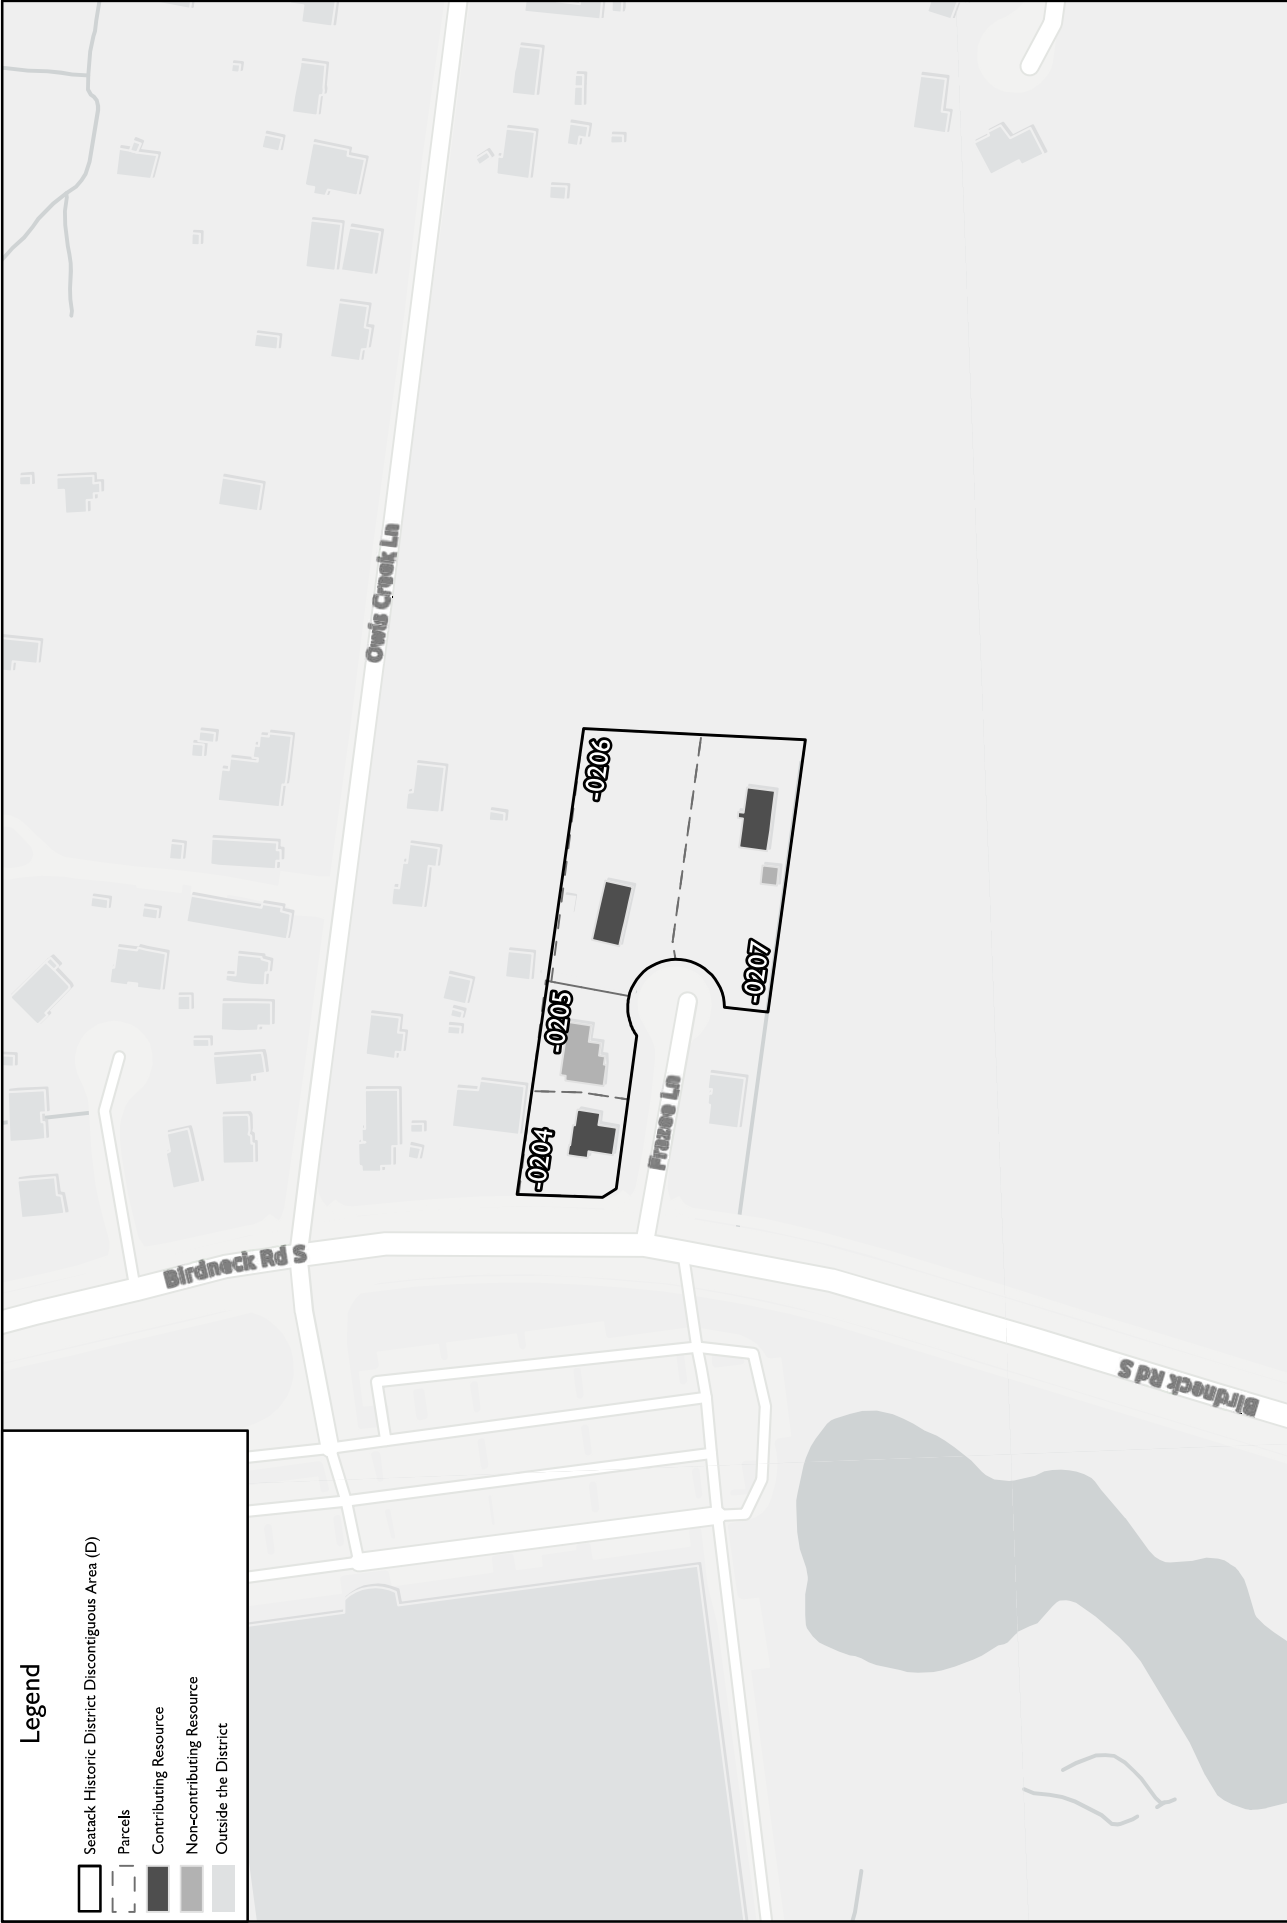 Legend
Seatack Historic District Discontiguous Area (D)
Parcels
Contributing Resource
Non-contributing Resource
Outside the District
Owls Creek Ln
-0206
-0205
-0207
-0204
Frazee Ln
Birdneck Rd S
Birdneck Rd S